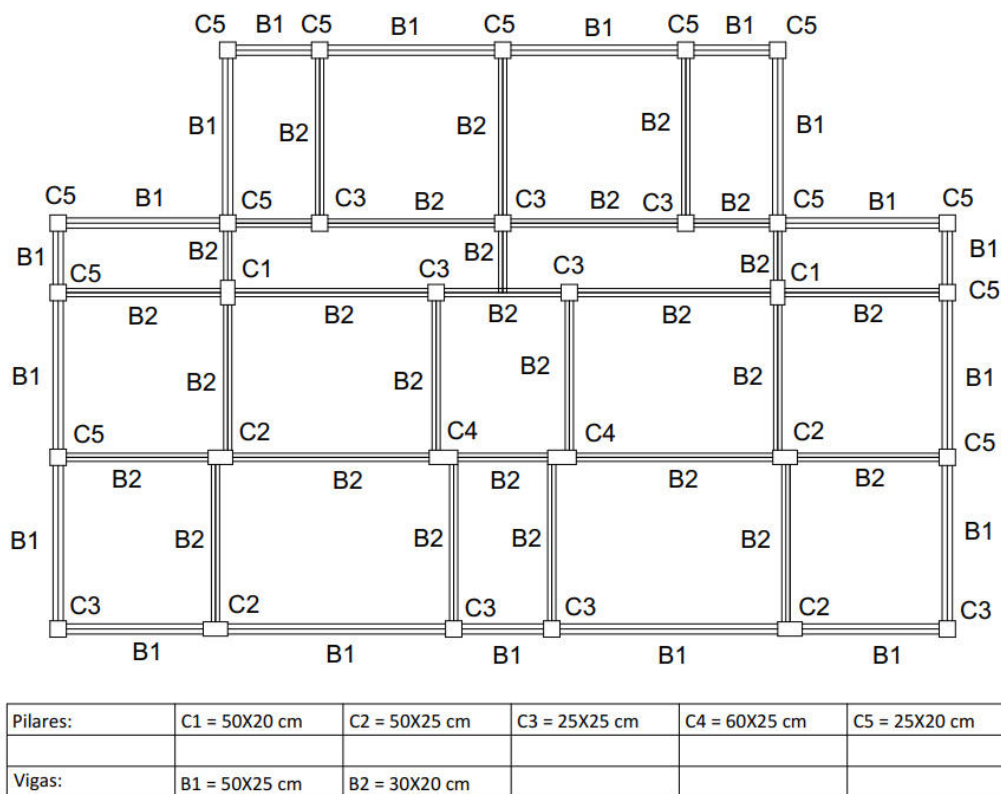 C5 B1 C5 B1 C5 B1 C5 B1 C5
B1 B2 B2 B2 B1
C5 B1 C5 C3 B2 C3 B2 C3 B2 C5 B1 C5
B1 B2 B2 B2 B1
C5 C1 C3 C3 C1 C5
B2 B2 B2 B2 B2
B1 B2 B2 B2 B2 B1
C5 C2 C4 C4 C2 C5
B2 B2 B2 B2 B2
B1 B2 B2 B2 B2 B1
C3 C2 C3 C3 C2 C3
B1 B1 B1 B1 B1
Pilares: C1 = 50X20 cm C2 = 50X25 cm C3 = 25X25 cm C4 = 60X25 cm C5 = 25X20 cm
Vigas: B1 = 50X25 cm B2 = 30X20 cm